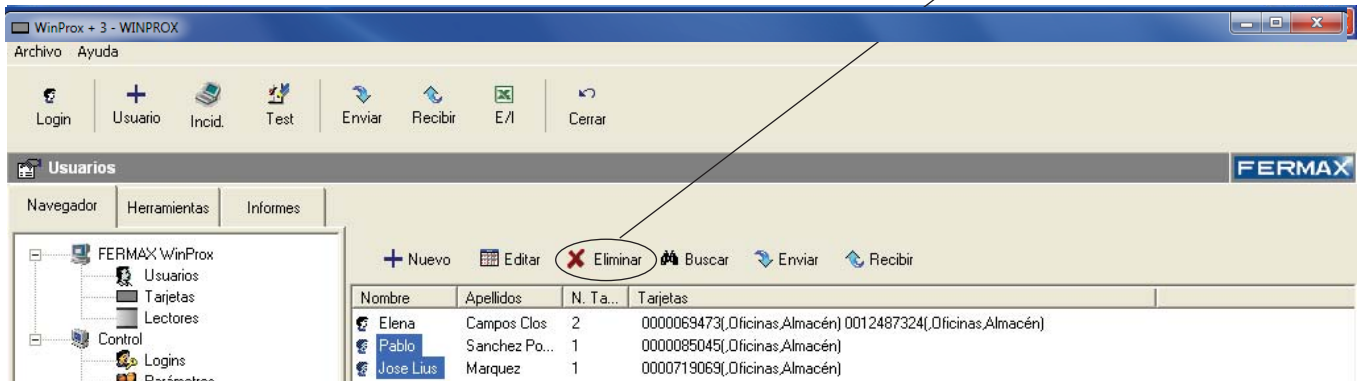 WinProx + 3 - WINPROX
Archivo Ayuda
Login Usuario Incid. Test Enviar Recibir E/I Cerrar
Usuarios FERMAX
Navegador Herramientas Informes
FERMAX WinProx
Usuarios
Tarjetas
Lectores
Control
Logins
Parámetros
Nuevo Editar Eliminar Buscar Enviar Recibir
Nombre Apellidos N. Ta... Tarjetas
Elena Campos Clos 2 0000069473(,Oficinas,Almacén) 0012487324(,Oficinas,Almacén)
Pablo Sanchez Po... 1 0000085045(,Oficinas,Almacén)
Jose Lius Marquez 1 0000719069(,Oficinas,Almacén)